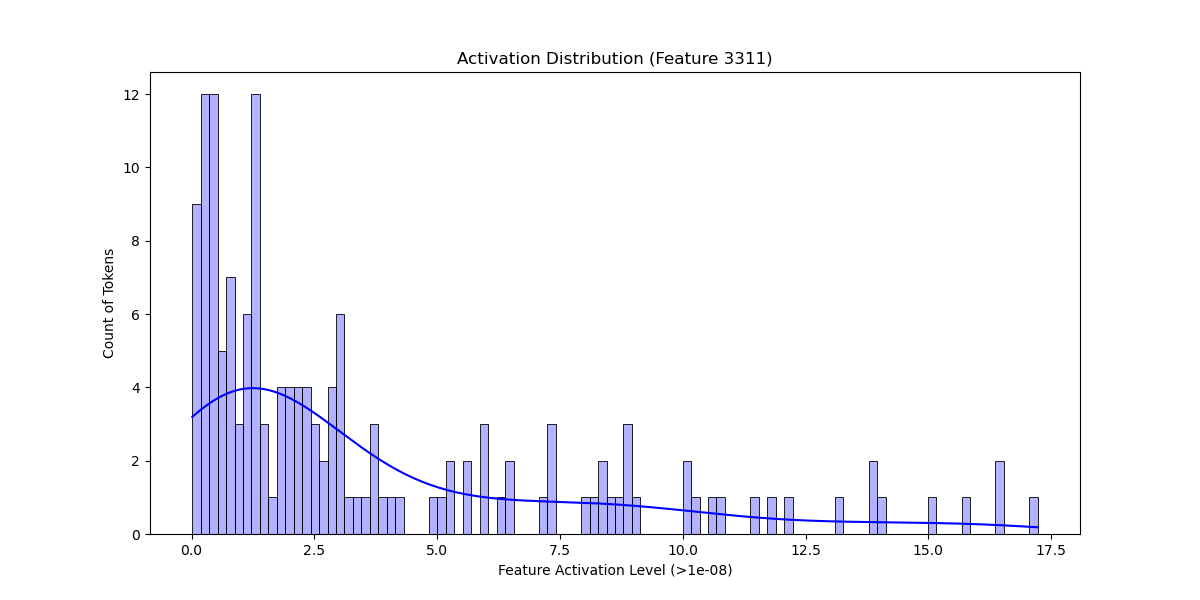 Activation Distribution (Feature 3311)
Count of Tokens
12
10
8
6
4
2
0
0.0 2.5 5.0 7.5 10.0 12.5 15.0 17.5
Feature Activation Level (>1e-08)